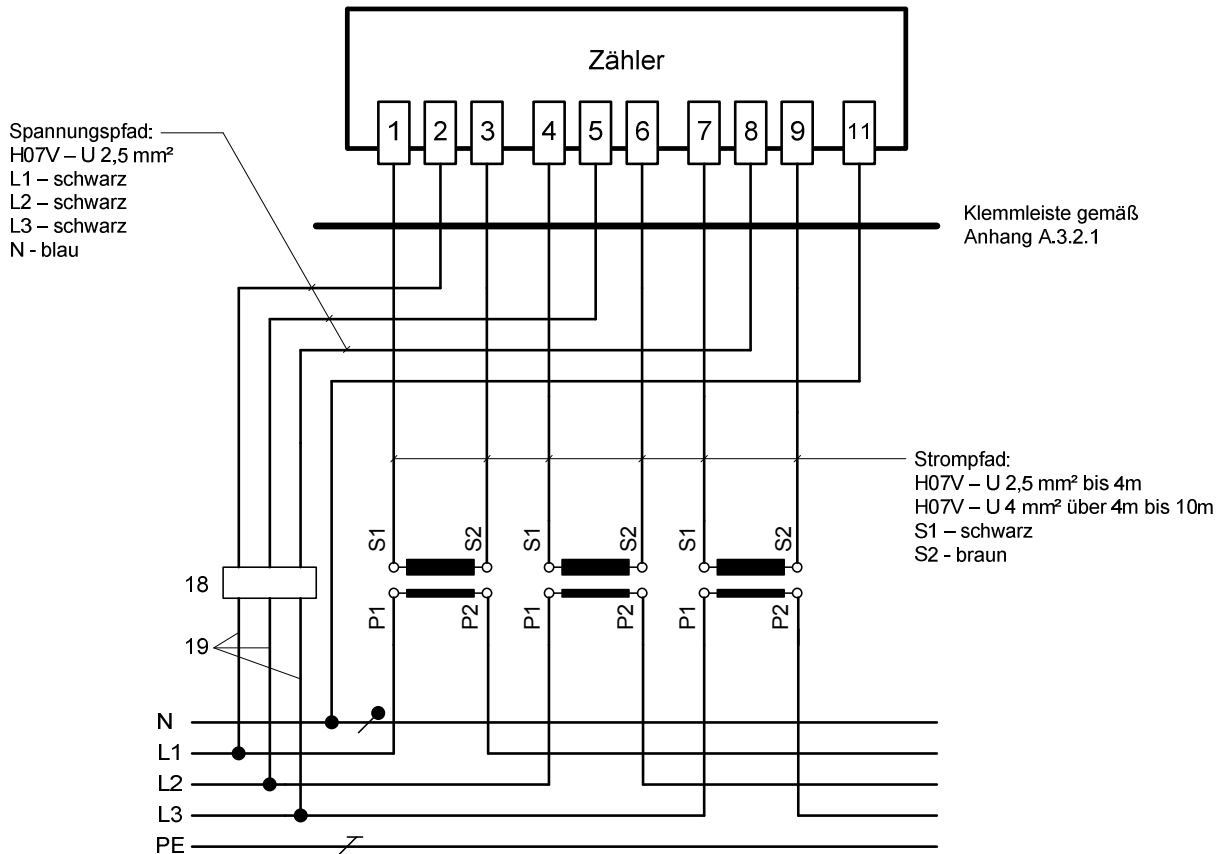 Zähler
1 2 3 4 5 6 7 8 9 11
Spannungspfad:
H07V – U 2,5 mm²
L1 – schwarz
L2 – schwarz
L3 – schwarz
N - blau
Klemmleiste gemäß
Anhang A.3.2.1
Strompfad:
H07V – U 2,5 mm² bis 4m
H07V – U 4 mm² über 4m bis 10m
S1 – schwarz
S2 - braun
S1 S2 S1 S2 S1 S2
18
P1 P2 P1 P2 P1 P2
19
N
L1
L2
L3
PE